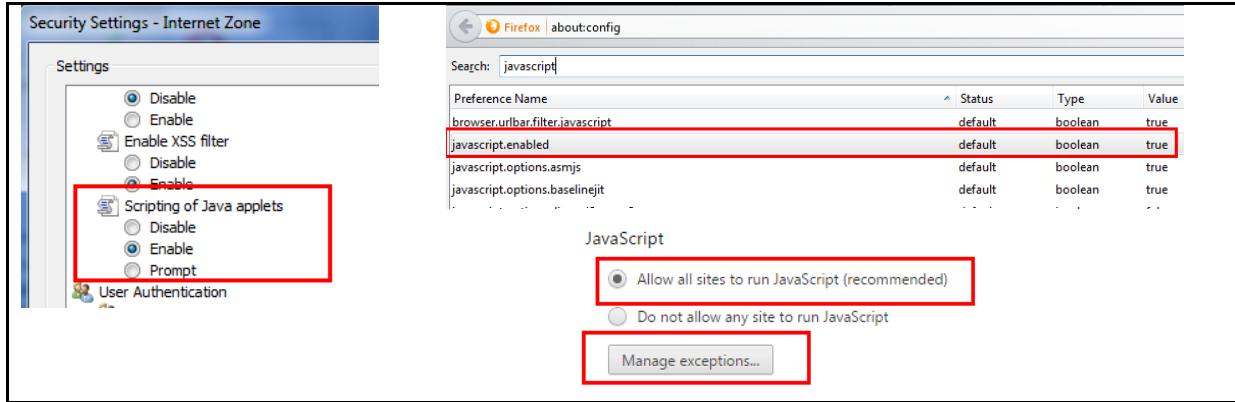 Security Settings - Internet Zone
Settings
Disable
Enable
Enable XSS filter
Disable
Enable
Scripting of Java applets
Disable
Enable
Prompt
User Authentication
Firefox about:config
Search: javascript
Preference Name Status Type Value
browser.urlbar.filter.javascript default boolean true
javascript.enabled default boolean true
javascript.options.asmjs default boolean true
javascript.options.baselinejit default boolean true
JavaScript
Allow all sites to run JavaScript (recommended)
Do not allow any site to run JavaScript
Manage exceptions...